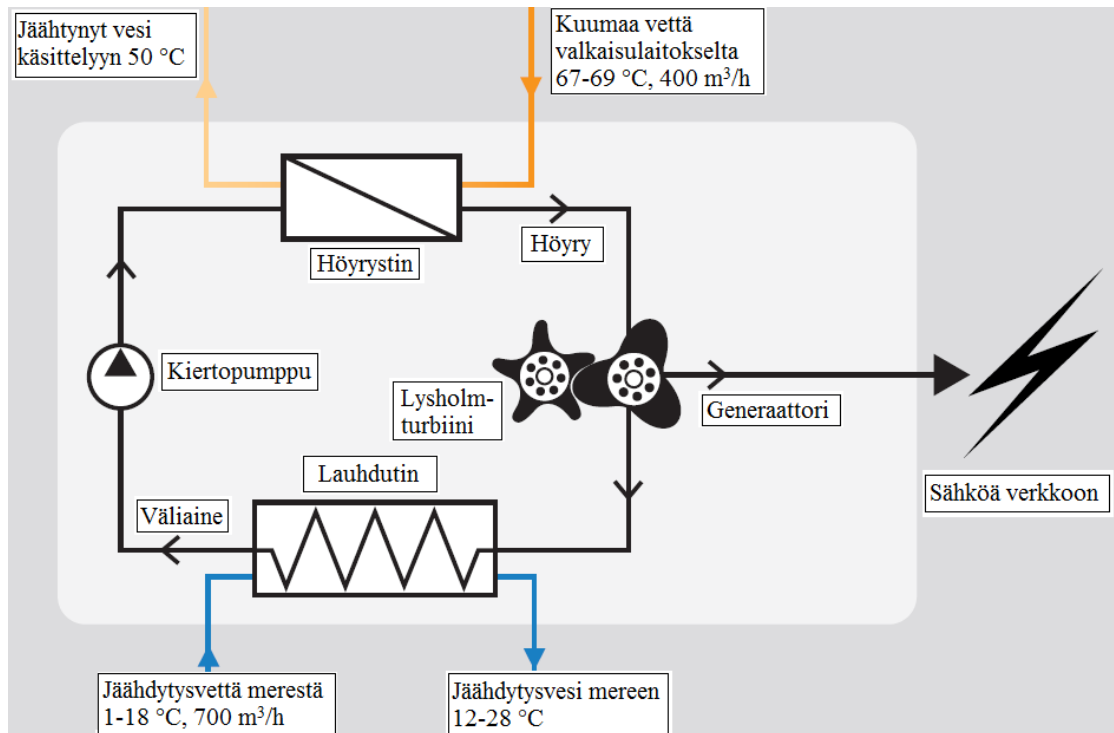 Jäähtynyt vesi
käsittelyyn 50 °C
Kuumaa vettä
valkaisulaitokselta
67-69 °C, 400 m³/h
Höyrystin
Höyry
Kiertopumppu
Lysholm-
turbiini
Generaattori
Lauhdutin
Väliaine
Sähköä verkkoon
Jäähdytysvettä merestä
1-18 °C, 700 m³/h
Jäähdytysvesi mereen
12-28 °C